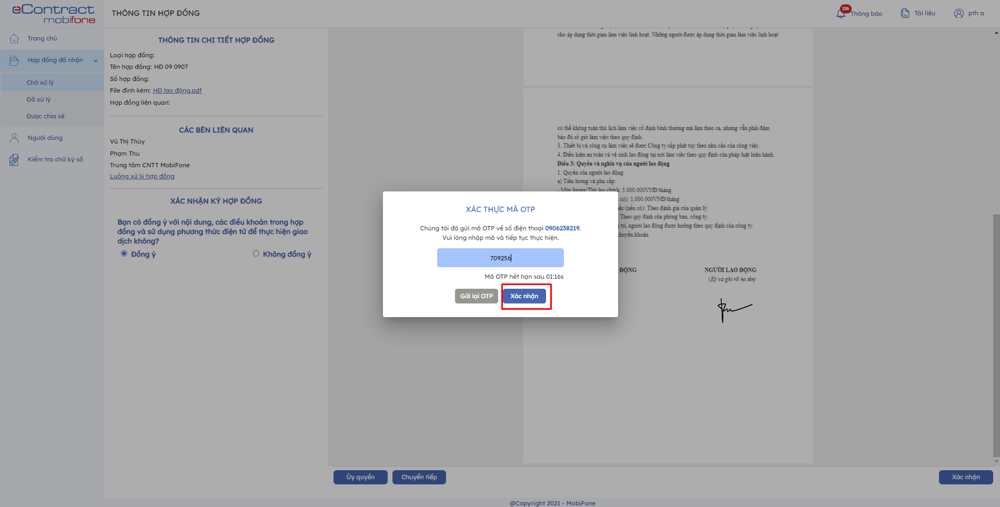 eContract
mobifone
THÔNG TIN HỢP ĐỒNG
136
Thông báo
Tài liệu
pth a
Trang chủ
Hợp đồng đã nhận
Chờ xử lý
Đã xử lý
Được chia sẻ
Người dùng
Kiểm tra chữ ký số
THÔNG TIN CHI TIẾT HỢP ĐỒNG
Loại hợp đồng:
Tên hợp đồng: HĐ 09 0907
Số hợp đồng:
File đính kèm: HĐ lao động.pdf
Hợp đồng liên quan:
CÁC BÊN LIÊN QUAN
Vũ Thị Thùy
Phạm Thu
Trung tâm CNTT MobiFone
Luồng xử lý hợp đồng
XÁC NHẬN KÝ HỢP ĐỒNG
Bạn có đồng ý với nội dung, các điều khoản trong hợp
đồng và sử dụng phương thức điện tử để thực hiện giao
dịch không?
Đồng ý
Không đồng ý
cho áp dụng thời gian làm việc linh hoạt. Những người được áp dụng thời gian làm việc linh hoạt
có thể không tuân thủ lịch làm việc cố định bình thường mà làm theo ca, nhưng vẫn phải đảm
bảo đủ số giờ làm việc theo quy định.
3. Thiết bị và công cụ làm việc sẽ được Công ty cấp phát tùy theo nhu cầu của công việc.
4. Điều kiện an toàn và vệ sinh lao động tại nơi làm việc theo quy định của pháp luật hiện hành.
Điều 3: Quyền và nghĩa vụ của người lao động
1. Quyền của người lao động
a) Tiền lương và phụ cấp:
- Mức lương/Thù lao chính: 5.000.000VNĐ/tháng.
có): 1.000.000VNĐ/tháng
ệc (nếu có): Theo đánh giá của quản lý.
Theo quy định của phòng ban, công ty.
ị trí, người lao động được hưởng theo quy định của công ty.
chuyển khoản
ĐỘNG
NGƯỜI LAO ĐỘNG
(Ký và ghi rõ họ tên)
XÁC THỰC MÃ OTP
Chúng tôi đã gửi mã OTP về số điện thoại 0906238219.
Vui lòng nhập mã và tiếp tục thực hiện.
709256
Mã OTP hết hạn sau 01:16s
Gửi lại OTP
Xác nhận
Ủy quyền
Chuyển tiếp
Xác nhận
@Copyright 2021 - MobiFone